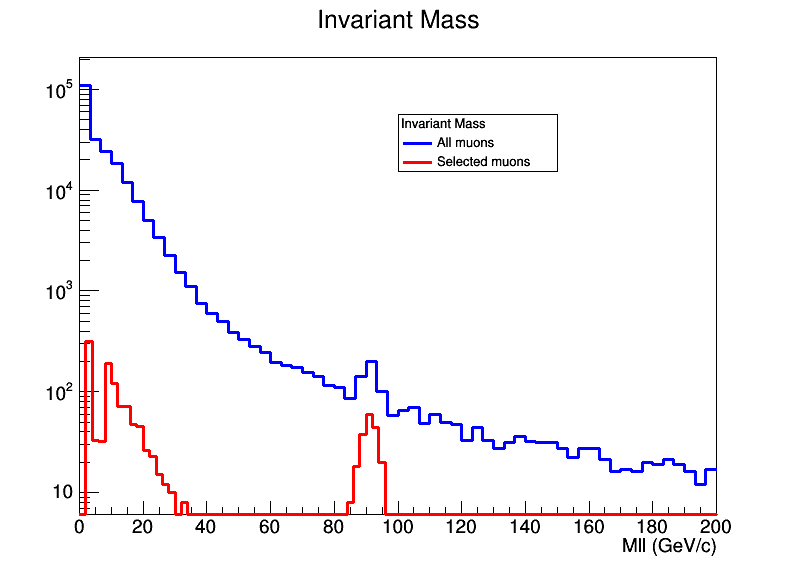 Invariant Mass
10^5
10^4
10^3
10^2
10
Invariant Mass
All muons
Selected muons
0 20 40 60 80 100 120 140 160 180 200
Mll (GeV/c)